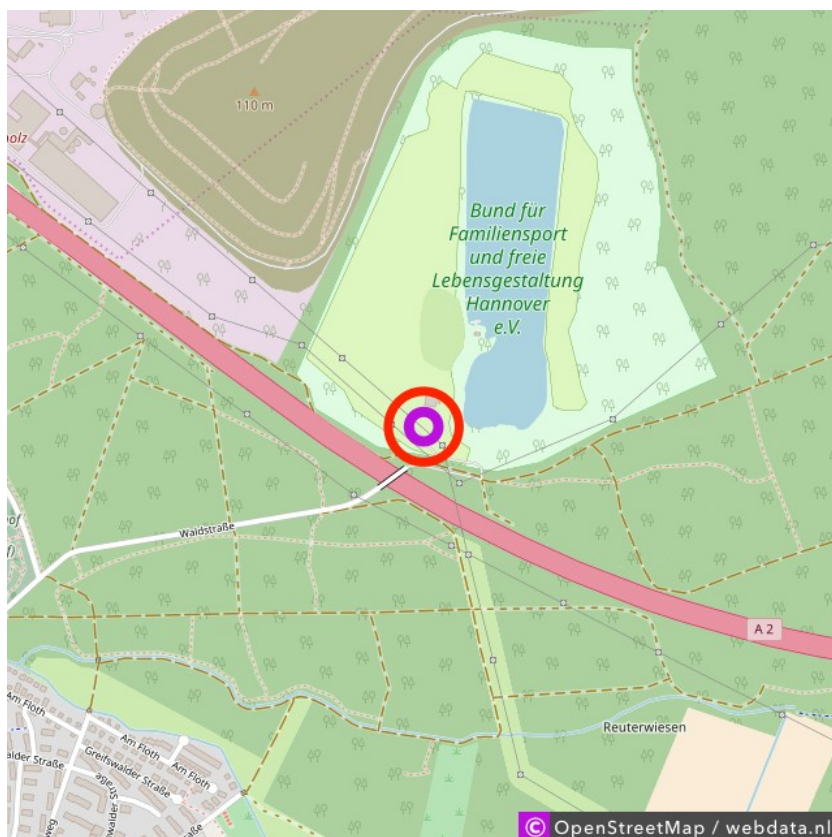 110 m
holz
Bund für
Familiensport
und freie
Lebensgestaltung
Hannover
e.V.
Waldstraße
A 2
Reuterwiesen
Am Floth
Am Floth
Am Floth
Greifswalder Straße
© OpenStreetMap / webdata.nl